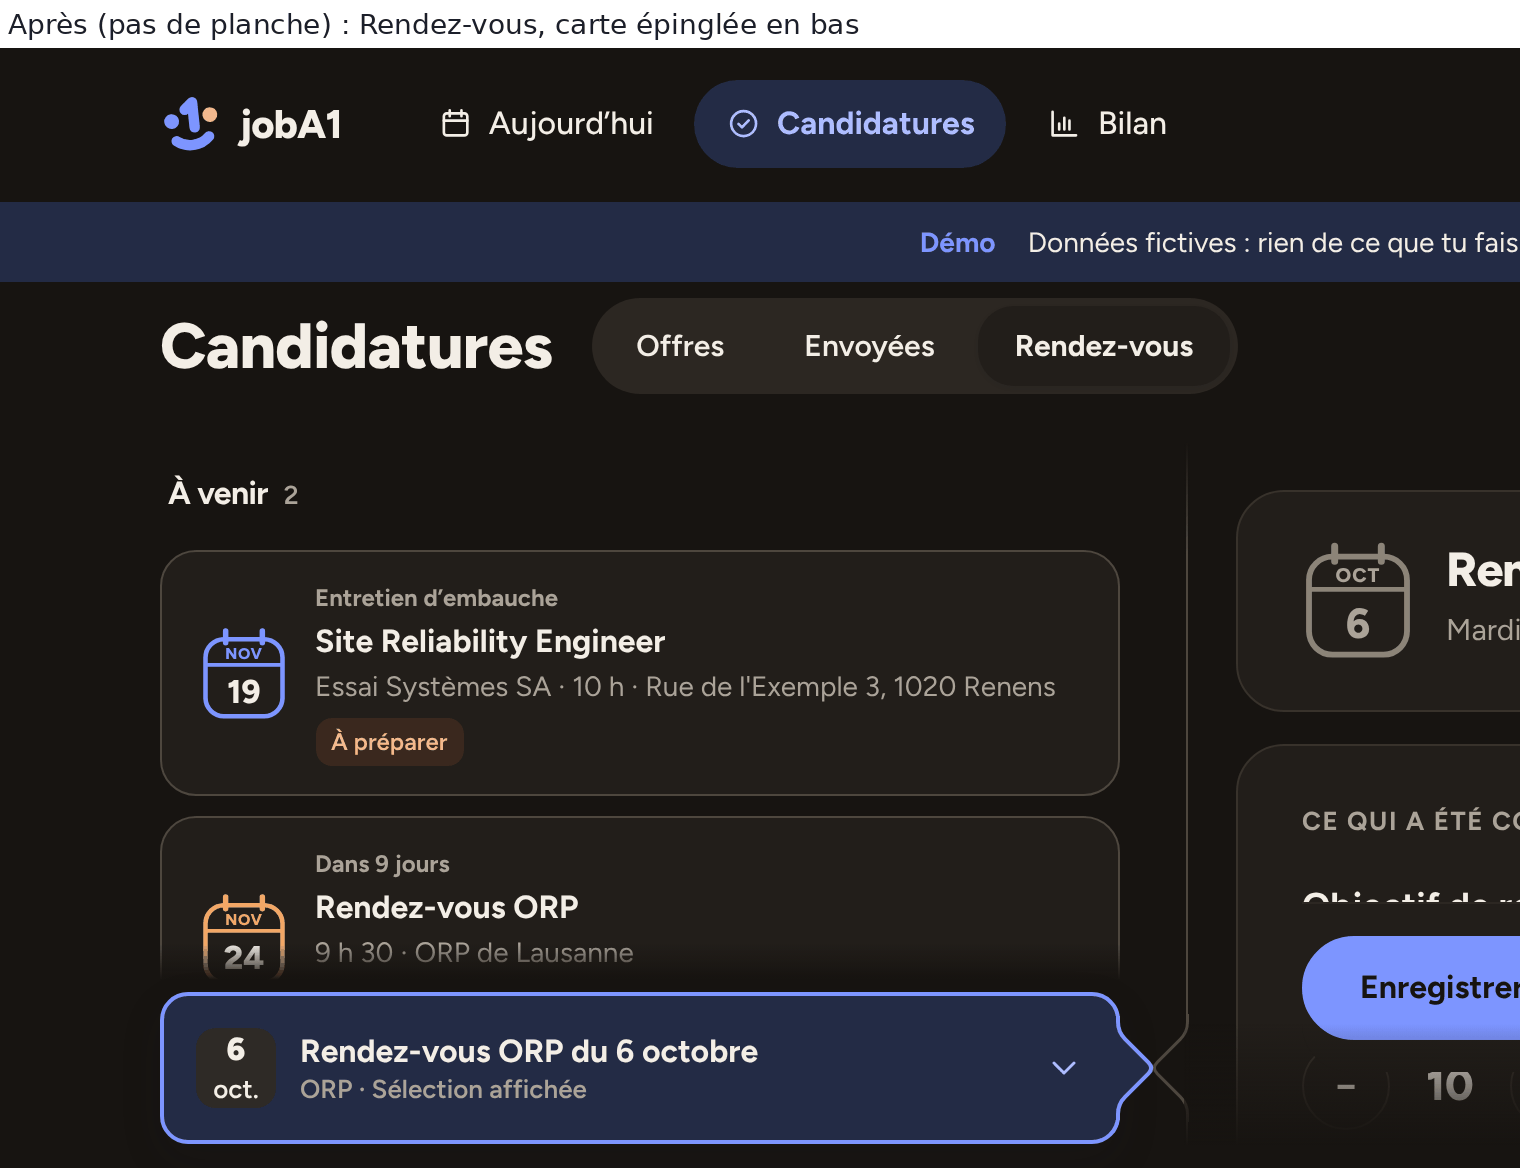 Après (pas de planche) : Rendez-vous, carte épinglée en bas
jobA1
Aujourd’hui
Candidatures
Bilan
Démo Données fictives : rien de ce que tu fais
Candidatures
Offres
Envoyées
Rendez-vous
À venir 2
Entretien d’embauche
NOV
19
Site Reliability Engineer
Essai Systèmes SA · 10 h · Rue de l'Exemple 3, 1020 Renens
À préparer
Dans 9 jours
NOV
24
Rendez-vous ORP
9 h 30 · ORP de Lausanne
6
oct.
Rendez-vous ORP du 6 octobre
ORP · Sélection affichée
OCT
6
Ren
Mardi
CE QUI A ÉTÉ CO
Enregistrer
− 10